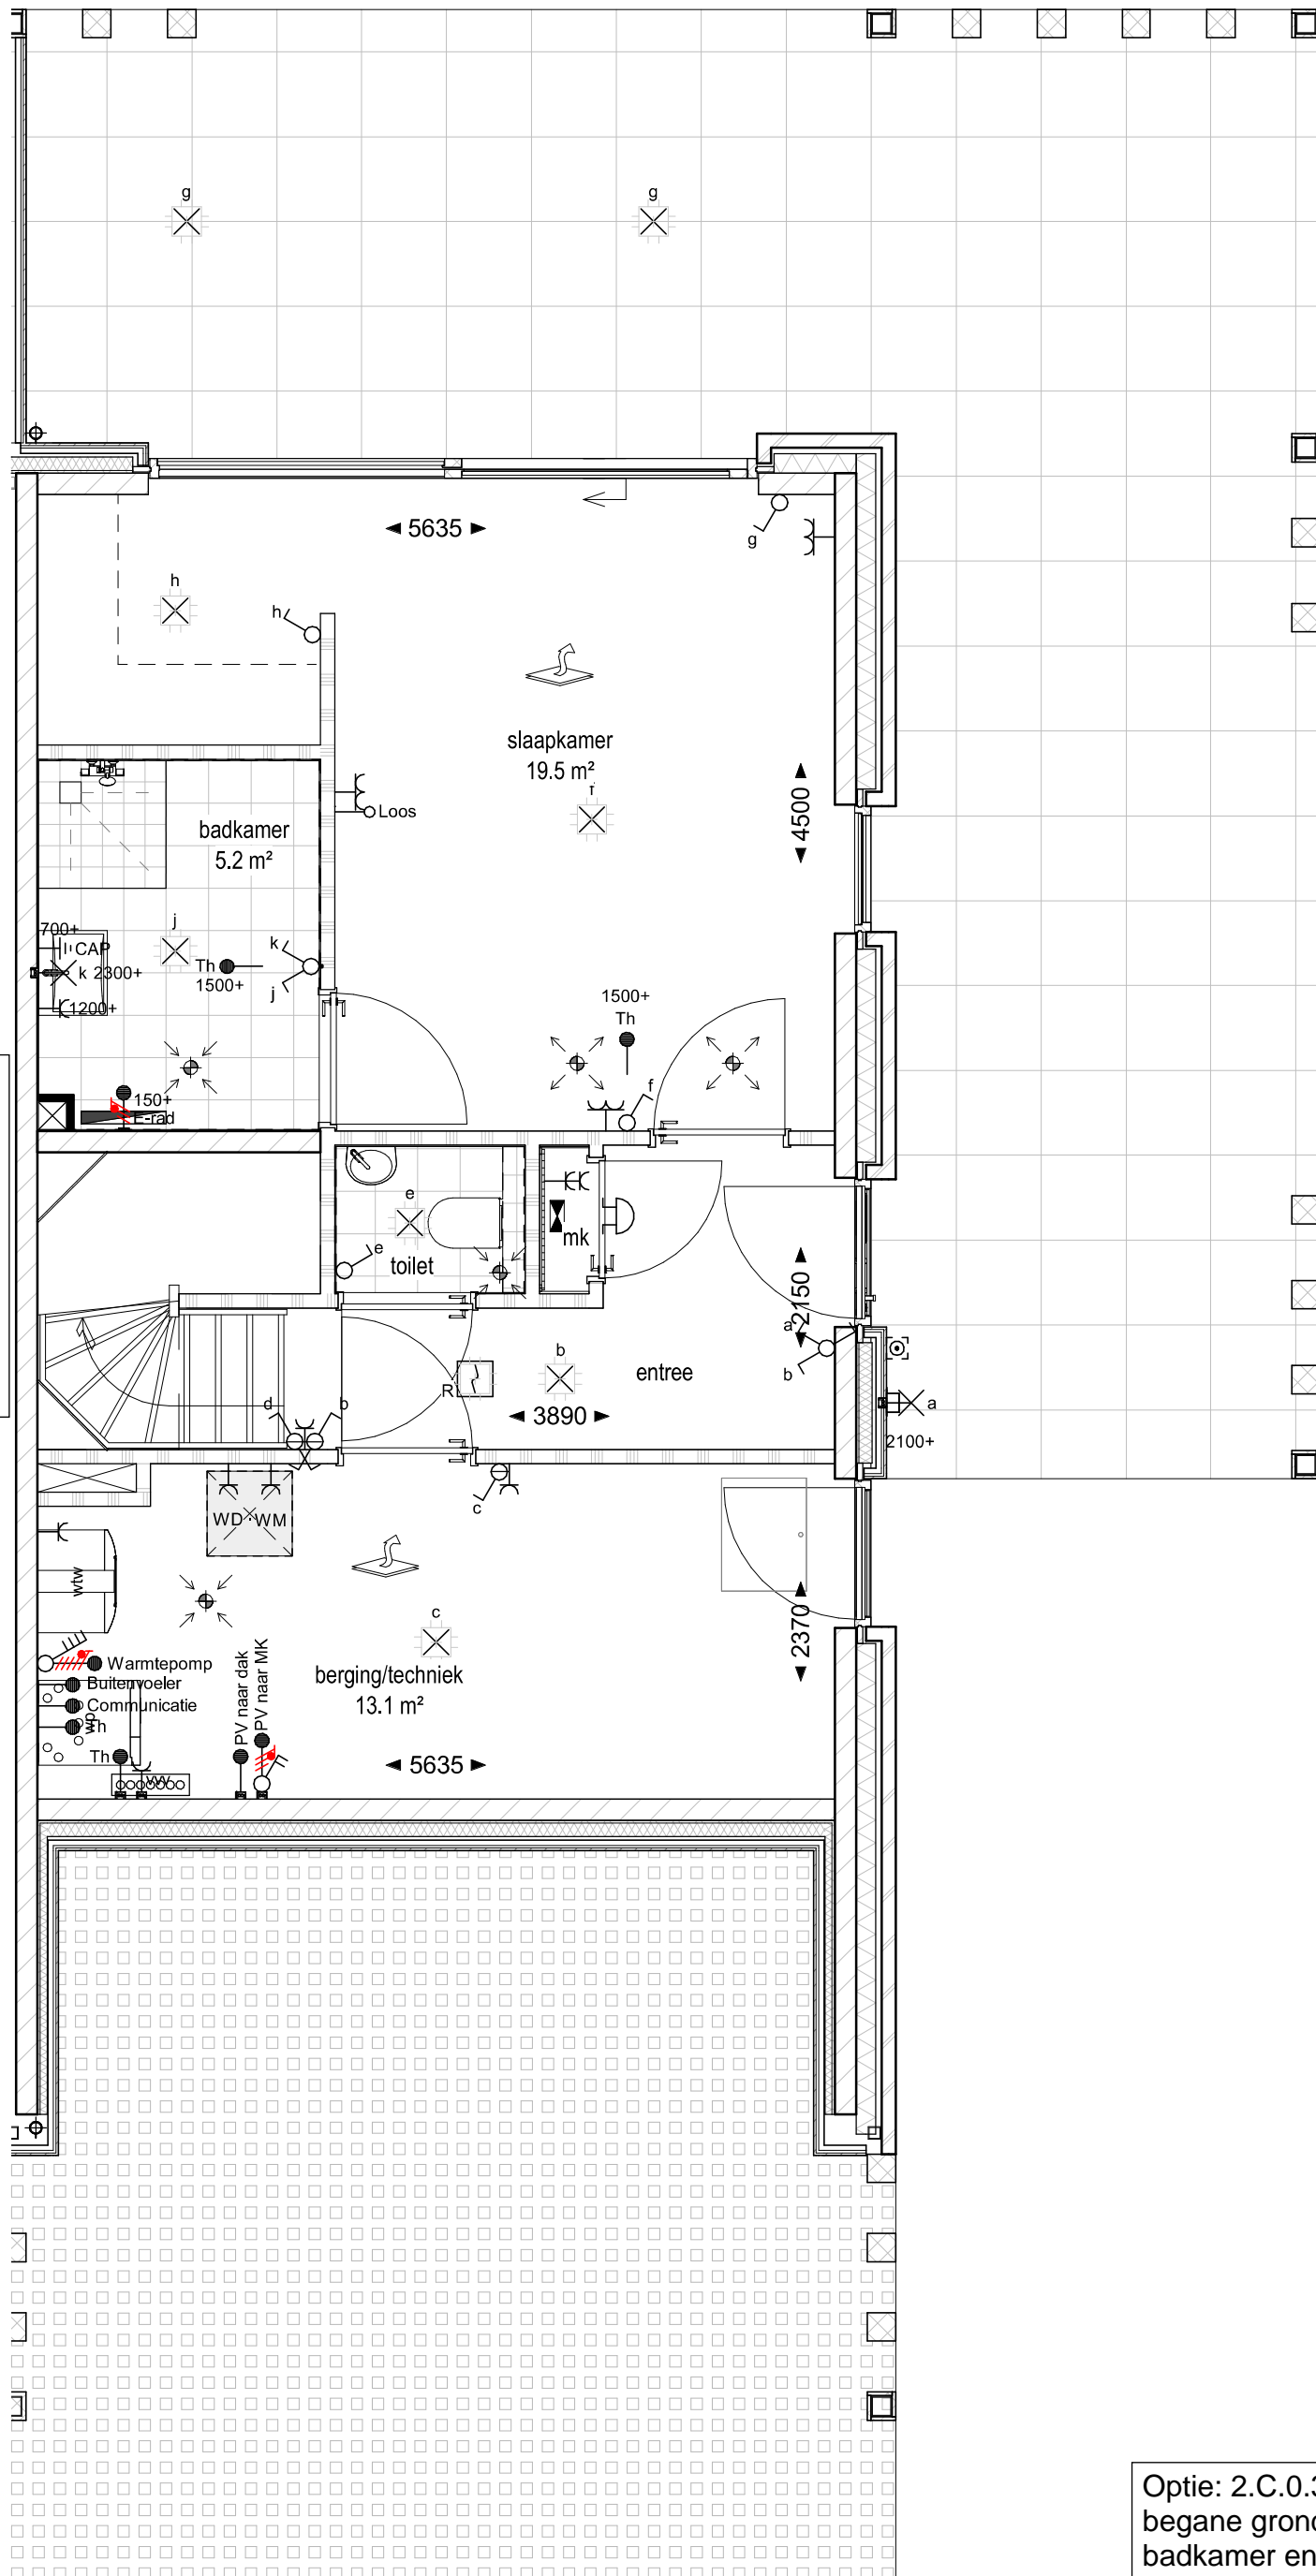 g
g
5635
g
h
h
slaapkamer
19.5 m²
f
4500
Loos
badkamer
5.2 m²
j
700+
CAP
k 2300+
1200+
k
Th
1500+
j
1500+
Th
f
150+
E-rad
e
mk
e
toilet
2150
a
b
b
entree
R
3890
a
2100+
d
b
c
WD
WM
wtw
c
2370
Warmtepomp
Buitenvoeler
Communicatie
Th
wp
PV naar dak
PV naar MK
berging/techniek
13.1 m²
Th
vv
5635
Optie: 2.C.0.3
begane grond
badkamer en